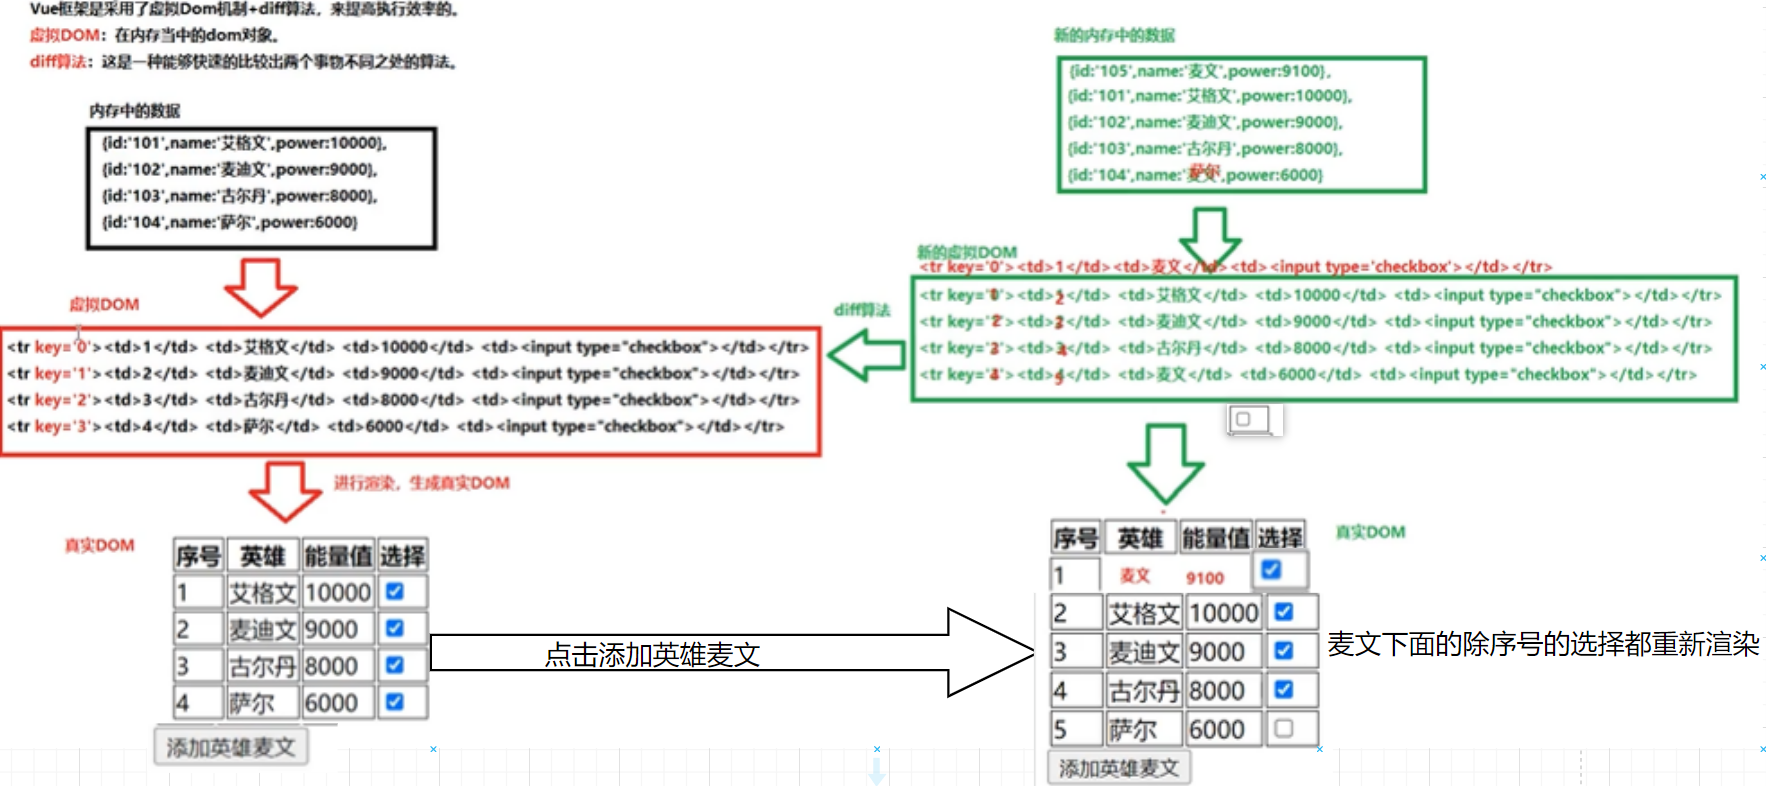 Vue框架是采用了虚拟Dom机制+diff算法，来提高执行效率的。
虚拟DOM：在内存当中的dom对象。
diff算法：这是一种能够快速的比较出两个事物不同之处的算法。
内存中的数据
{id:'101',name:'艾格文',power:10000},
{id:'102',name:'麦迪文',power:9000},
{id:'103',name:'古尔丹',power:8000},
{id:'104',name:'萨尔',power:6000}
虚拟DOM
<tr key='0'><td>1</td> <td>艾格文</td> <td>10000</td> <td><input type="checkbox"></td></tr>
<tr key='1'><td>2</td> <td>麦迪文</td> <td>9000</td> <td><input type="checkbox"></td></tr>
<tr key='2'><td>3</td> <td>古尔丹</td> <td>8000</td> <td><input type="checkbox"></td></tr>
<tr key='3'><td>4</td> <td>萨尔</td> <td>6000</td> <td><input type="checkbox"></td></tr>
进行渲染，生成真实DOM
真实DOM
序号 英雄 能量值 选择
1 艾格文 10000
2 麦迪文 9000
3 古尔丹 8000
4 萨尔 6000
添加英雄麦文
点击添加英雄麦文
新的内存中的数据
{id:'105',name:'麦文',power:9100},
{id:'101',name:'艾格文',power:10000},
{id:'102',name:'麦迪文',power:9000},
{id:'103',name:'古尔丹',power:8000},
萨尔
{id:'104',name:'麦文',power:6000}
新的虚拟DOM
<tr key='0'><td>1</td><td>麦文</td><td><input type='checkbox'></td></tr>
<tr key=' '><td> </td> <td>艾格文</td> <td>10000</td> <td><input type="checkbox"></td></tr>
<tr key=' '><td> </td> <td>麦迪文</td> <td>9000</td> <td><input type="checkbox"></td></tr>
<tr key=' '><td> </td> <td>古尔丹</td> <td>8000</td> <td><input type="checkbox"></td></tr>
<tr key=' '><td> </td> <td>麦文</td> <td>6000</td> <td><input type="checkbox"></td></tr>
diff算法
真实DOM
序号 英雄 能量值 选择
1 麦文 9100
2 艾格文 10000
3 麦迪文 9000
4 古尔丹 8000
5 萨尔 6000
添加英雄麦文
麦文下面的除序号的选择都重新渲染